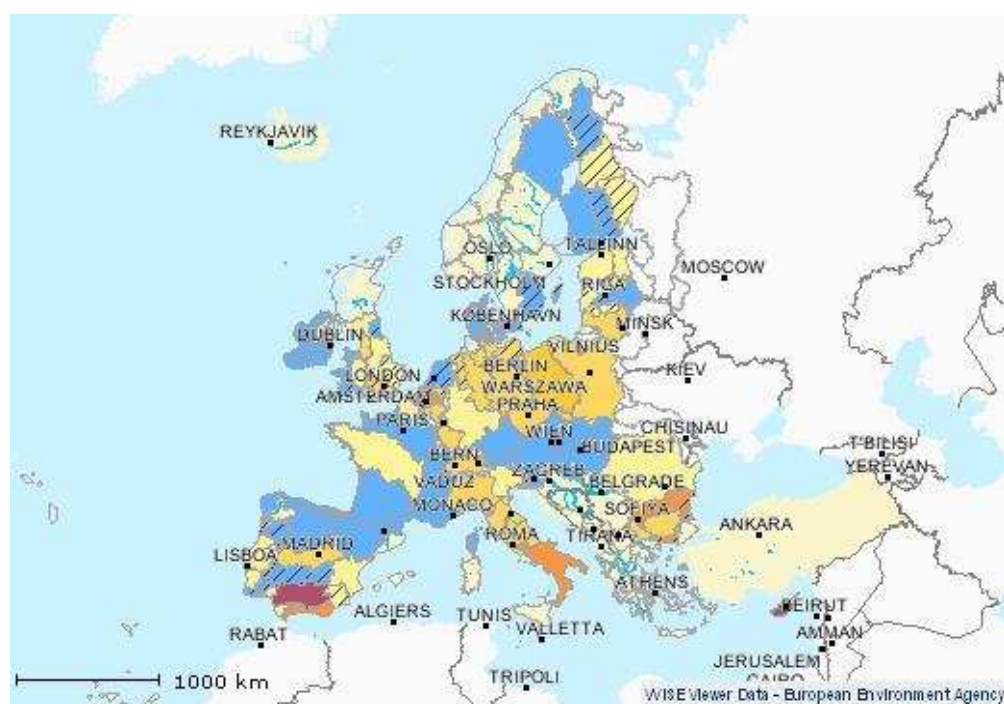 REYKJAVIK
OSLO
TALLINN
STOCKHOLM
RIGA
MOSCOW
KØBENHAVN
MINSK
DUBLIN
VILNIUS
BERLIN
KIEV
LONDON
WARSZAWA
AMSTERDAM
PRAHA
PARIS
WIEN
CHISINAU
BUDAPEST
T'BILISI
BERN
YEREVAN
VADUZ
ZAGREB
BELGRADE
MONACO
SOFIYA
ANKARA
ROMA
TIRANA
MADRID
LISBOA
ATHENS
ALGIERS
TUNIS
BEIRUT
RABAT
VALLETTA
AMMAN
JERUSALEM
TRIPOLI
CAIRO
1000 km
WISE Viewer Data - European Environment Agency